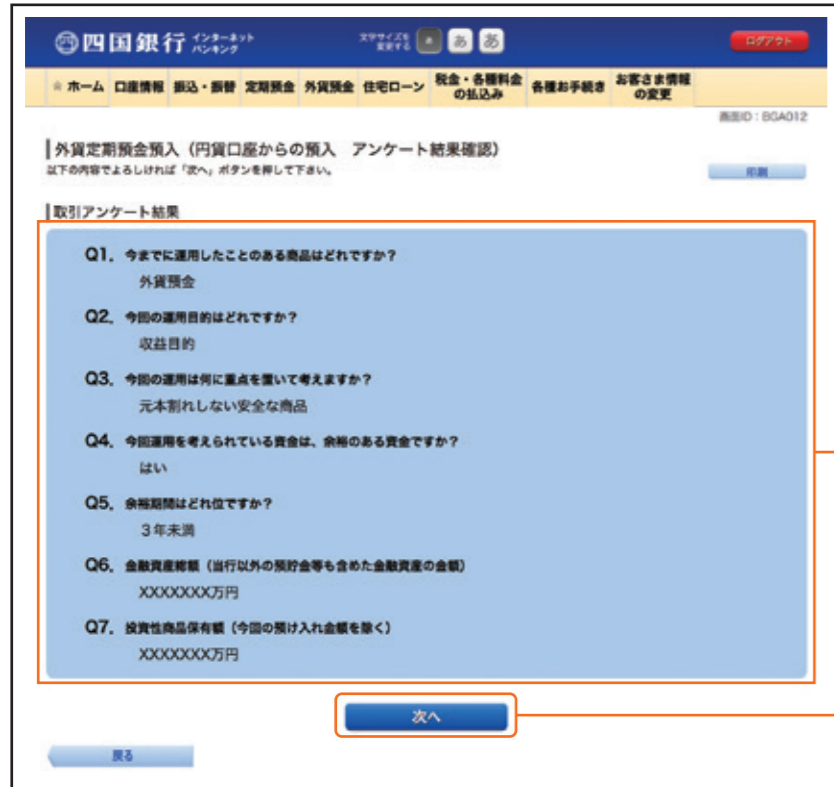 四国銀行 インターネット バンキング 文字サイズを変更する あ あ あ ログアウト
ホーム 口座情報 振込・振替 定期預金 外貨預金 住宅ローン 税金・各種料金の払込み 各種お手続き お客さま情報の変更
画面ID：BGA012
外貨定期預金預入（円貨口座からの預入　アンケート結果確認）
以下の内容でよろしければ「次へ」ボタンを押して下さい。
印刷
取引アンケート結果
Q1. 今までに運用したことのある商品はどれですか？
外貨預金
Q2. 今回の運用目的はどれですか？
収益目的
Q3. 今回の運用は何に重点を置いて考えますか？
元本割れしない安全な商品
Q4. 今回運用を考えられている資金は、余裕のある資金ですか？
はい
Q5. 余裕期間はどれ位ですか？
３年未満
Q6. 金融資産総額（当行以外の預貯金等も含めた金融資産の金額）
XXXXXXX万円
Q7. 投資性商品保有額（今回の預け入れ金額を除く）
XXXXXXX万円
次へ
戻る